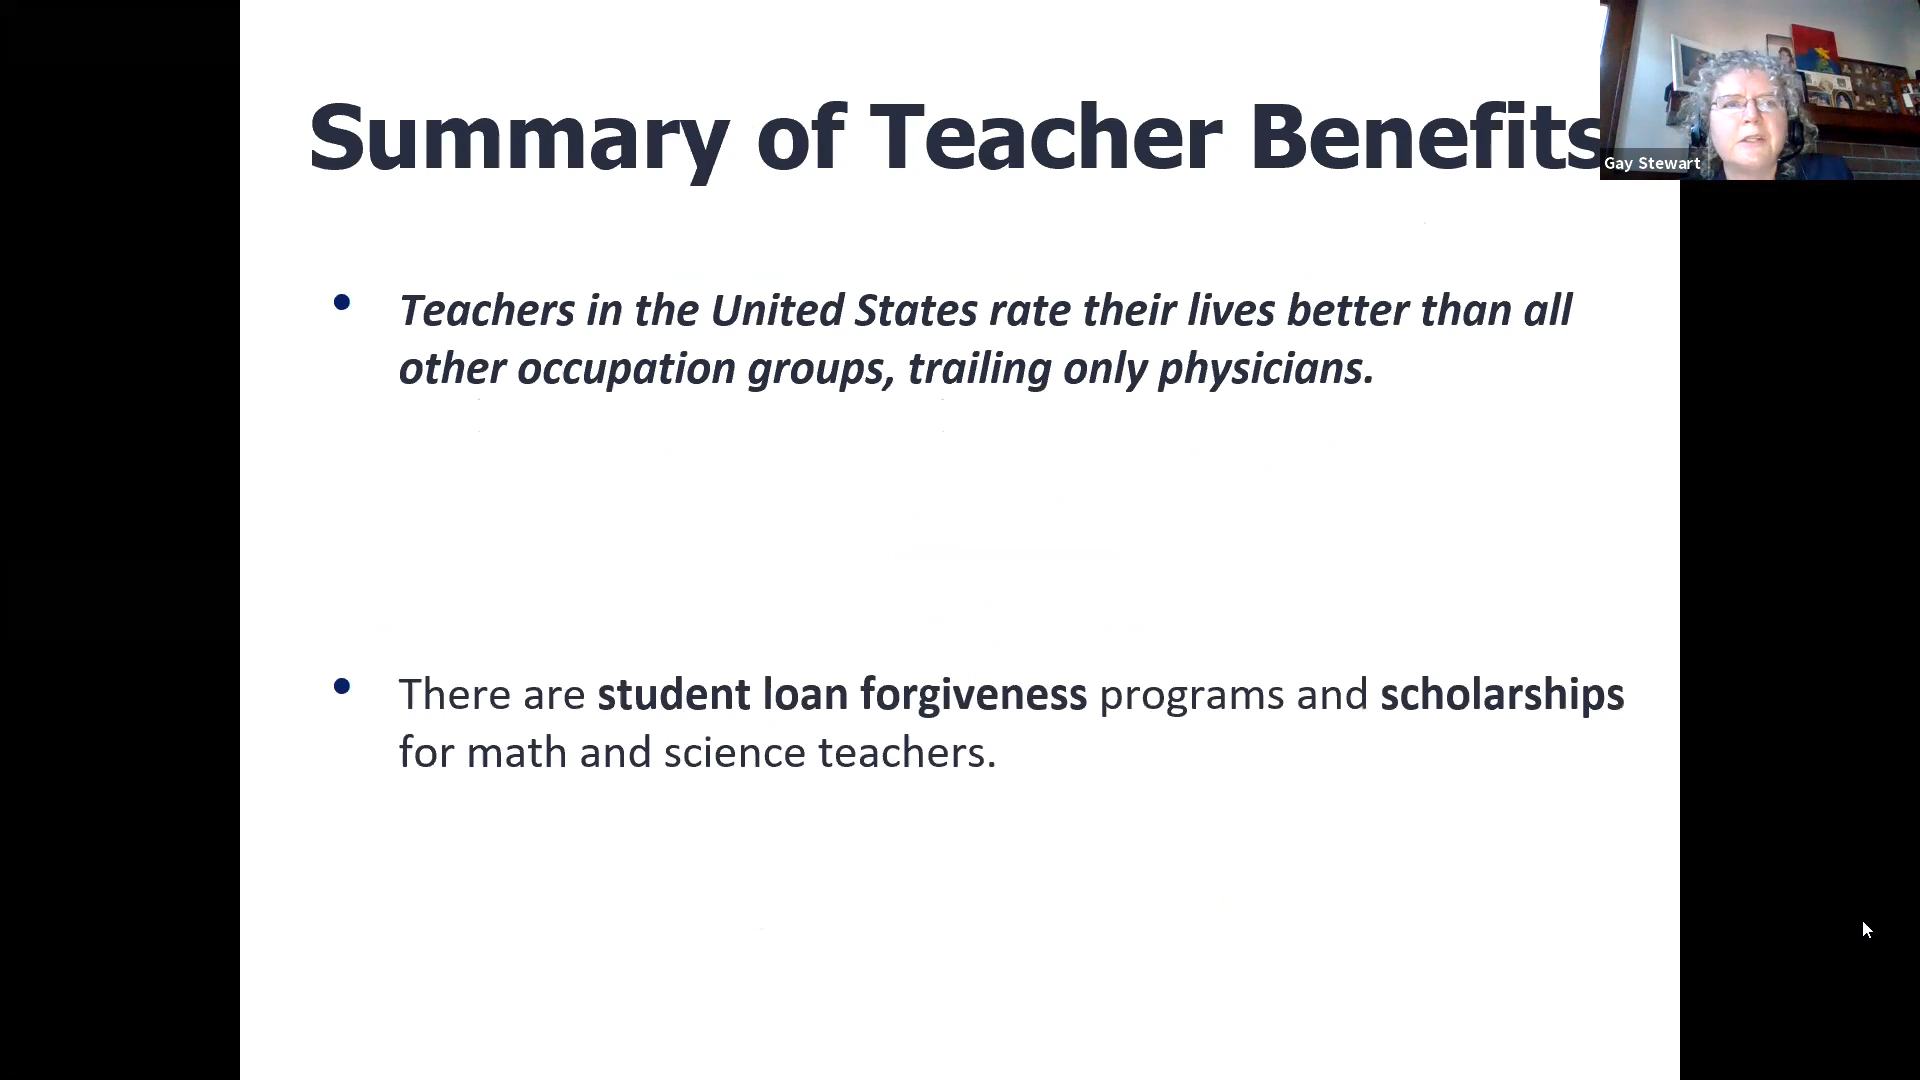 Summary of Teacher Benefits
Gay Stewart
• Teachers in the United States rate their lives better than all
other occupation groups, trailing only physicians.
• There are student loan forgiveness programs and scholarships
for math and science teachers.